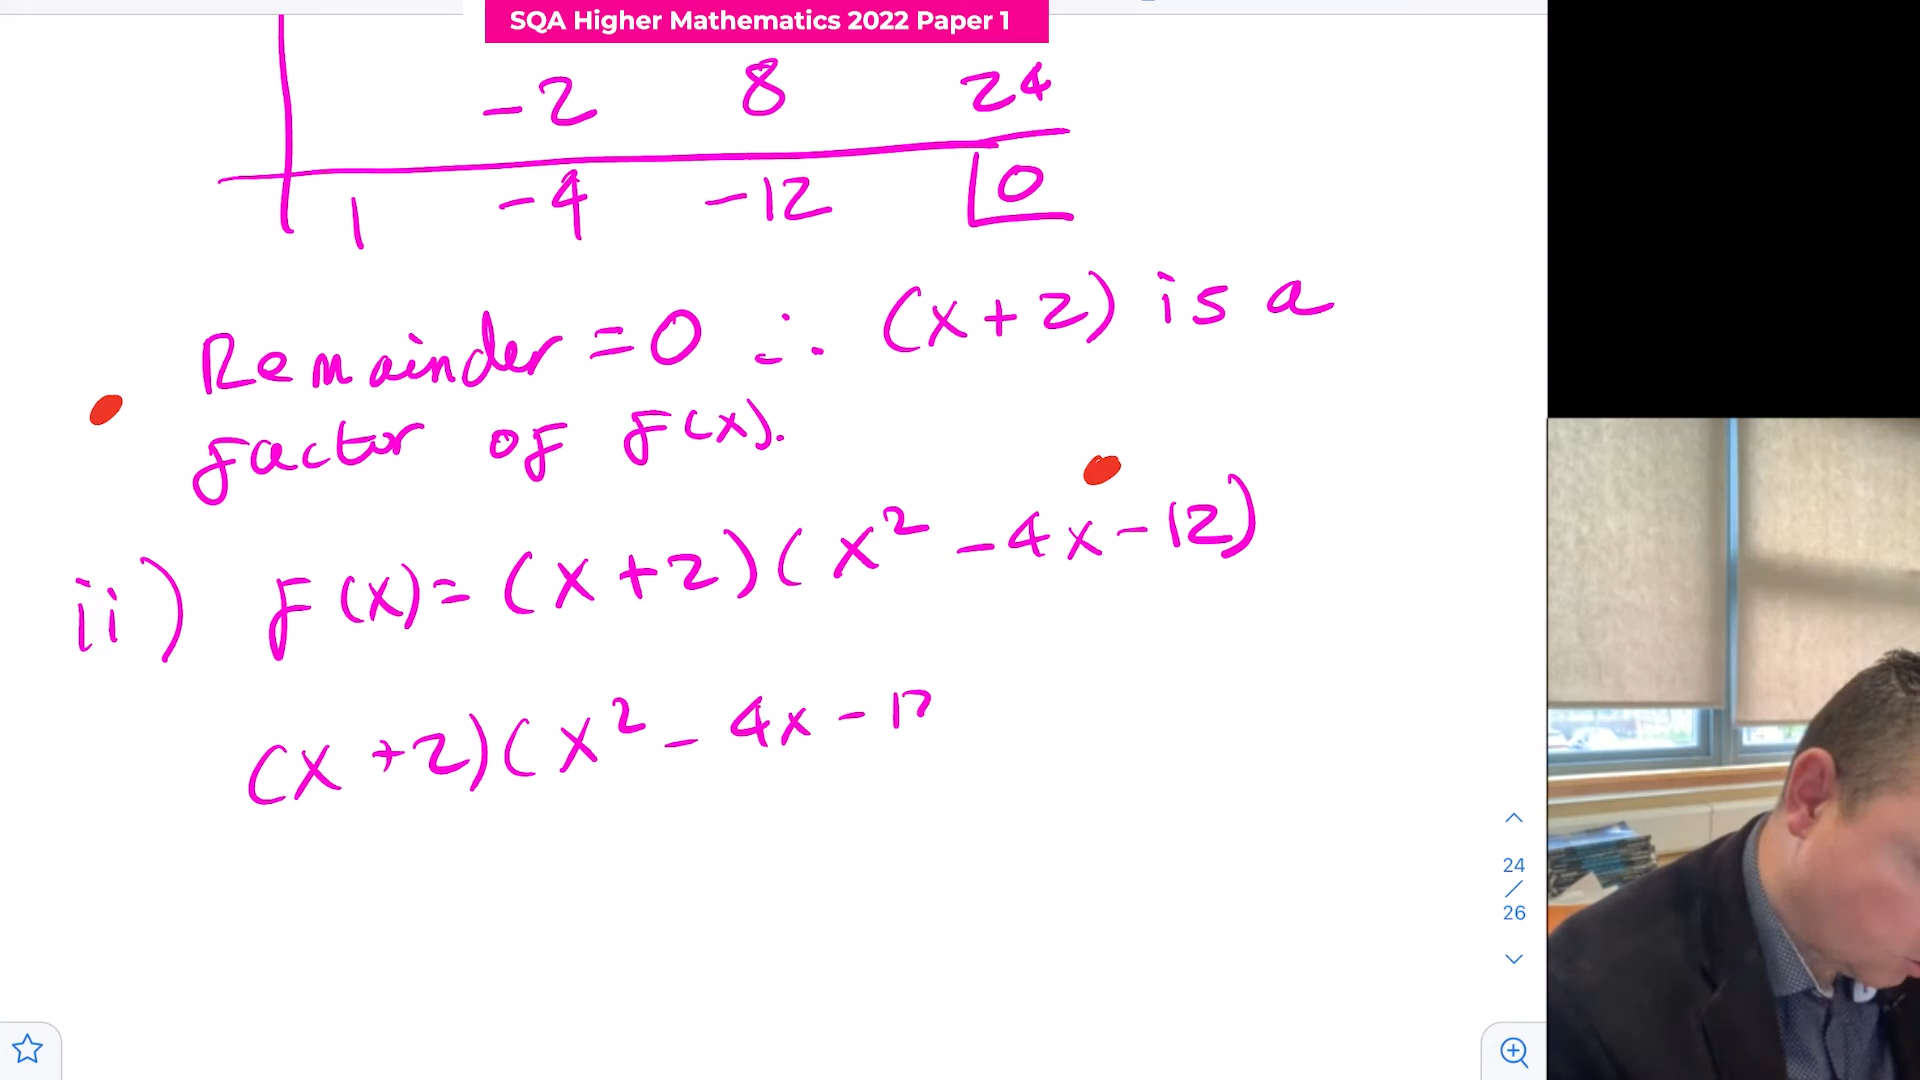 SQA Higher Mathematics 2022 Paper 1
-2 8 24
1 -4 -12 0
Remainder = 0 ∴ (x+2) is a
factor of f(x).
ii) f(x) = (x+2)(x² - 4x - 12)
(x+2)(x² - 4x - 12
24
/
26